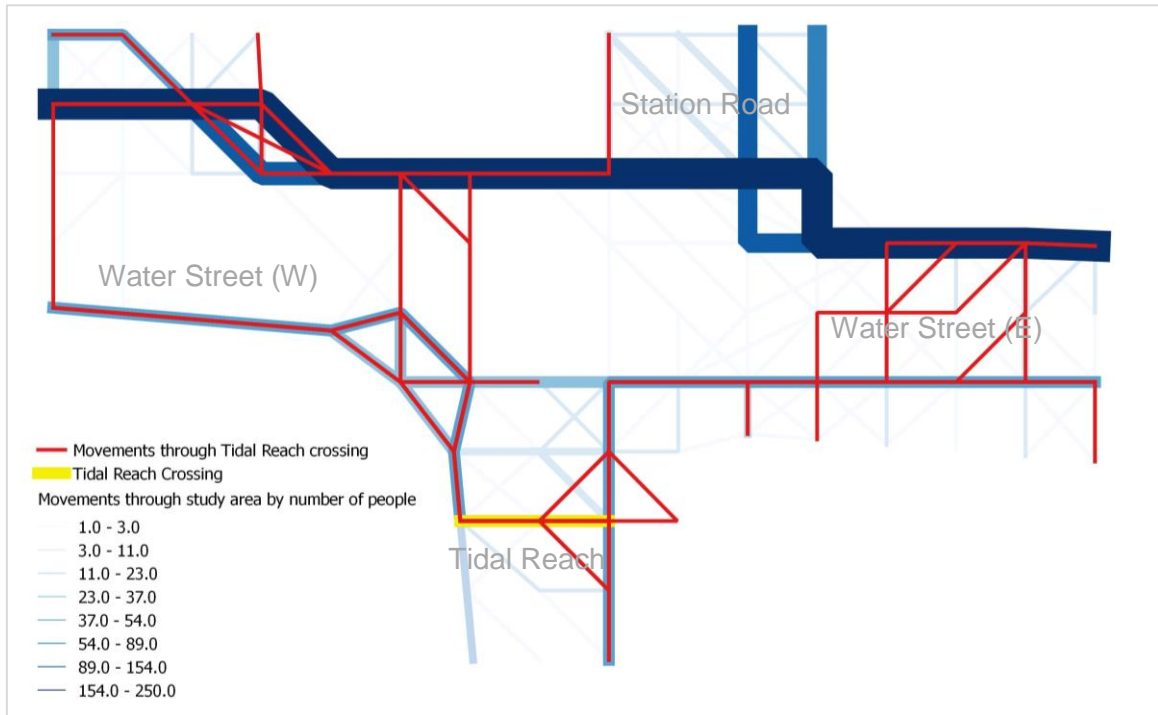 Station Road
Water Street (W)
Water Street (E)
Movements through Tidal Reach crossing
Tidal Reach Crossing
Movements through study area by number of people
1.0 - 3.0
3.0 - 11.0
11.0 - 23.0
23.0 - 37.0
37.0 - 54.0
54.0 - 89.0
89.0 - 154.0
154.0 - 250.0
Tidal Reach